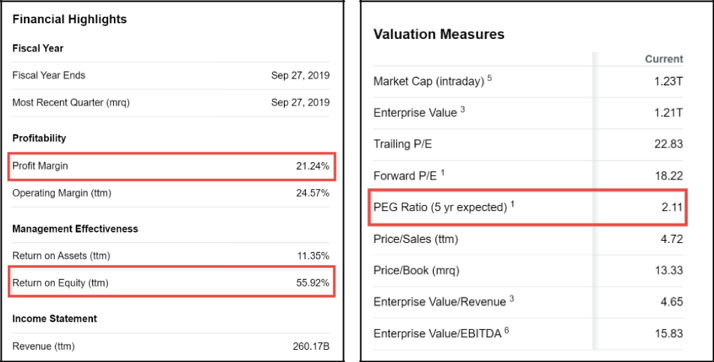 Financial Highlights
Fiscal Year
Fiscal Year Ends Sep 27, 2019
Most Recent Quarter (mrq) Sep 27, 2019
Profitability
Profit Margin 21.24%
Operating Margin (ttm) 24.57%
Management Effectiveness
Return on Assets (ttm) 11.35%
Return on Equity (ttm) 55.92%
Income Statement
Revenue (ttm) 260.17B
Valuation Measures
Current
Market Cap (intraday) 5 1.23T
Enterprise Value 3 1.21T
Trailing P/E 22.83
Forward P/E 1 18.22
PEG Ratio (5 yr expected) 1 2.11
Price/Sales (ttm) 4.72
Price/Book (mrq) 13.33
Enterprise Value/Revenue 3 4.65
Enterprise Value/EBITDA 6 15.83